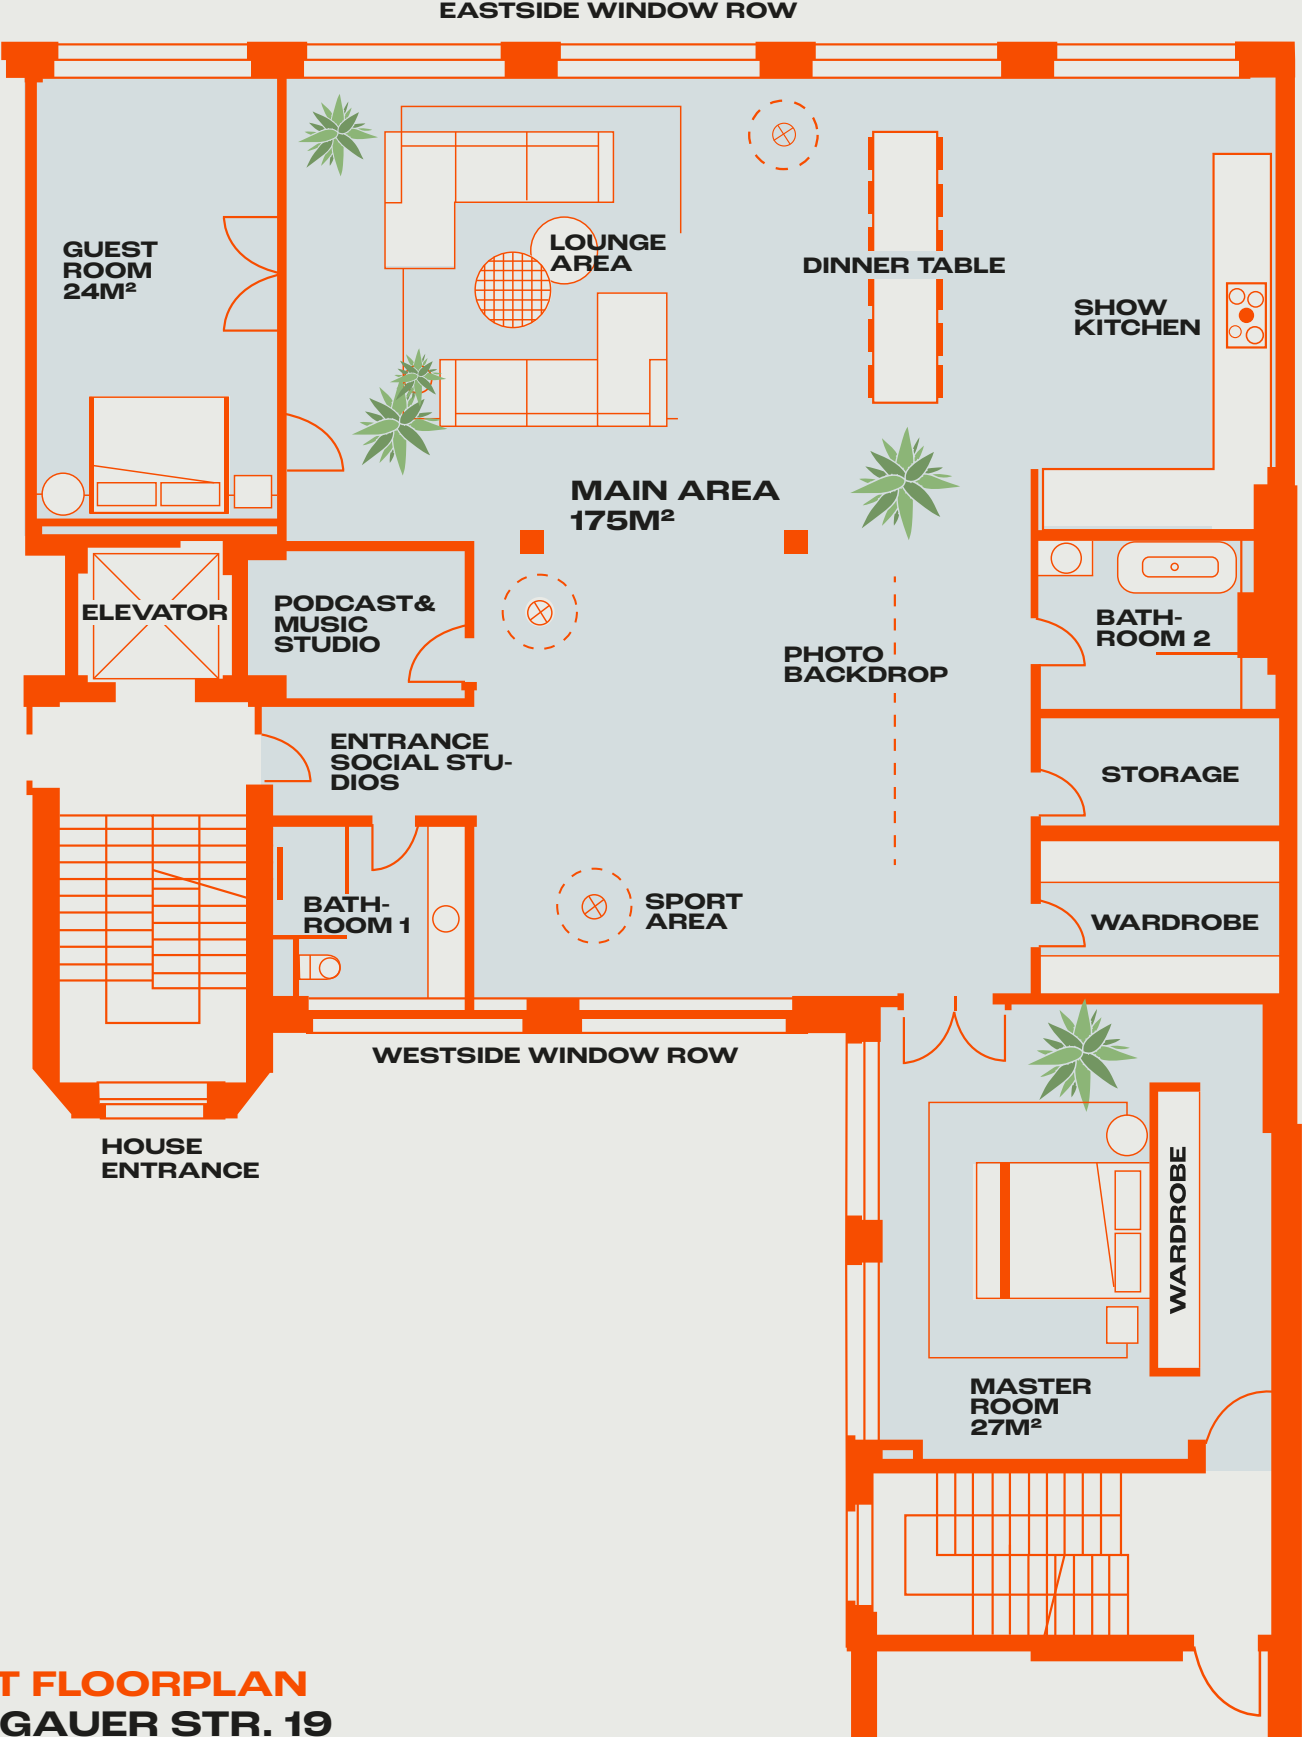 EASTSIDE WINDOW ROW
GUEST
ROOM
24M²
LOUNGE
AREA
DINNER TABLE
SHOW
KITCHEN
MAIN AREA
175M²
ELEVATOR
PODCAST&
MUSIC
STUDIO
BATH-
ROOM 2
PHOTO
BACKDROP
ENTRANCE
SOCIAL STU-
DIOS
STORAGE
BATH-
ROOM 1
SPORT
AREA
WARDROBE
WESTSIDE WINDOW ROW
HOUSE
ENTRANCE
WARDROBE
MASTER
ROOM
27M²
T FLOORPLAN
GAUER STR. 19